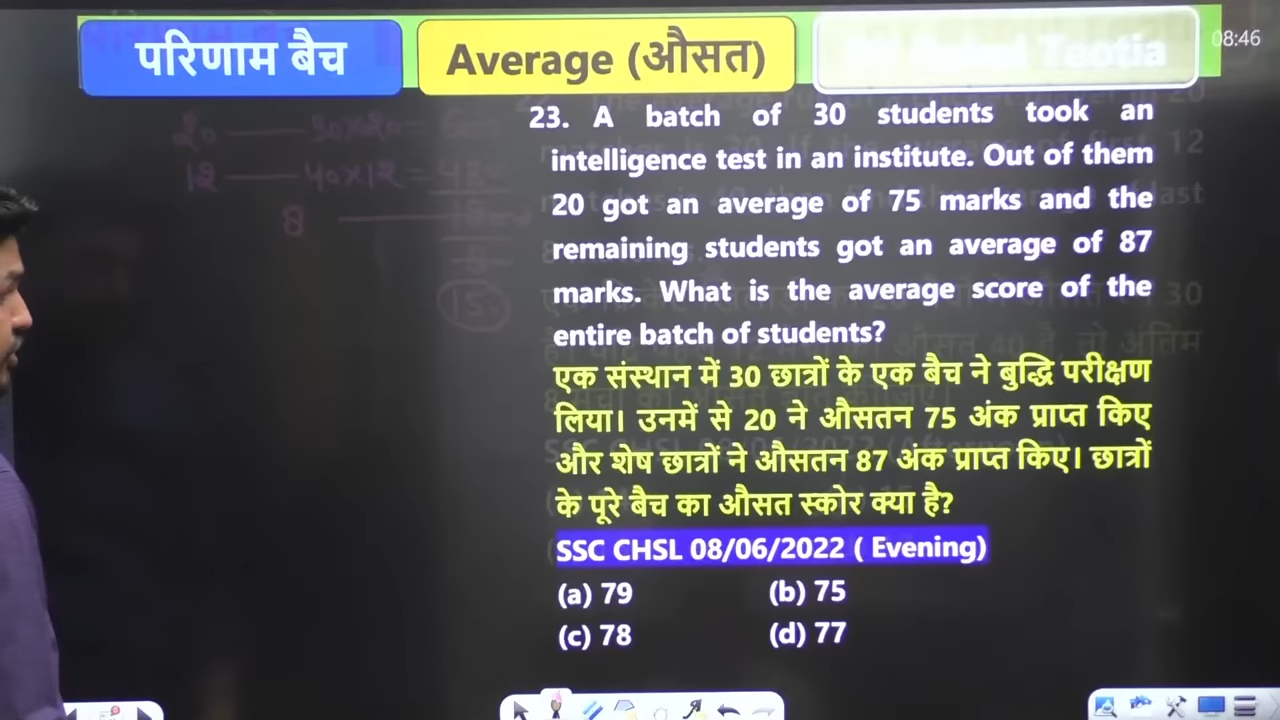 परिणाम बैच
Average (औसत)
Teotia
08:46
23. A batch of 30 students took an
intelligence test in an institute. Out of them
20 got an average of 75 marks and the
remaining students got an average of 87
marks. What is the average score of the
entire batch of students?
एक संस्थान में 30 छात्रों के एक बैच ने बुद्धि परीक्षण
लिया। उनमें से 20 ने औसतन 75 अंक प्राप्त किए
और शेष छात्रों ने औसतन 87 अंक प्राप्त किए। छात्रों
के पूरे बैच का औसत स्कोर क्या है?
SSC CHSL 08/06/2022 ( Evening)
(a) 79 (b) 75
(c) 78 (d) 77